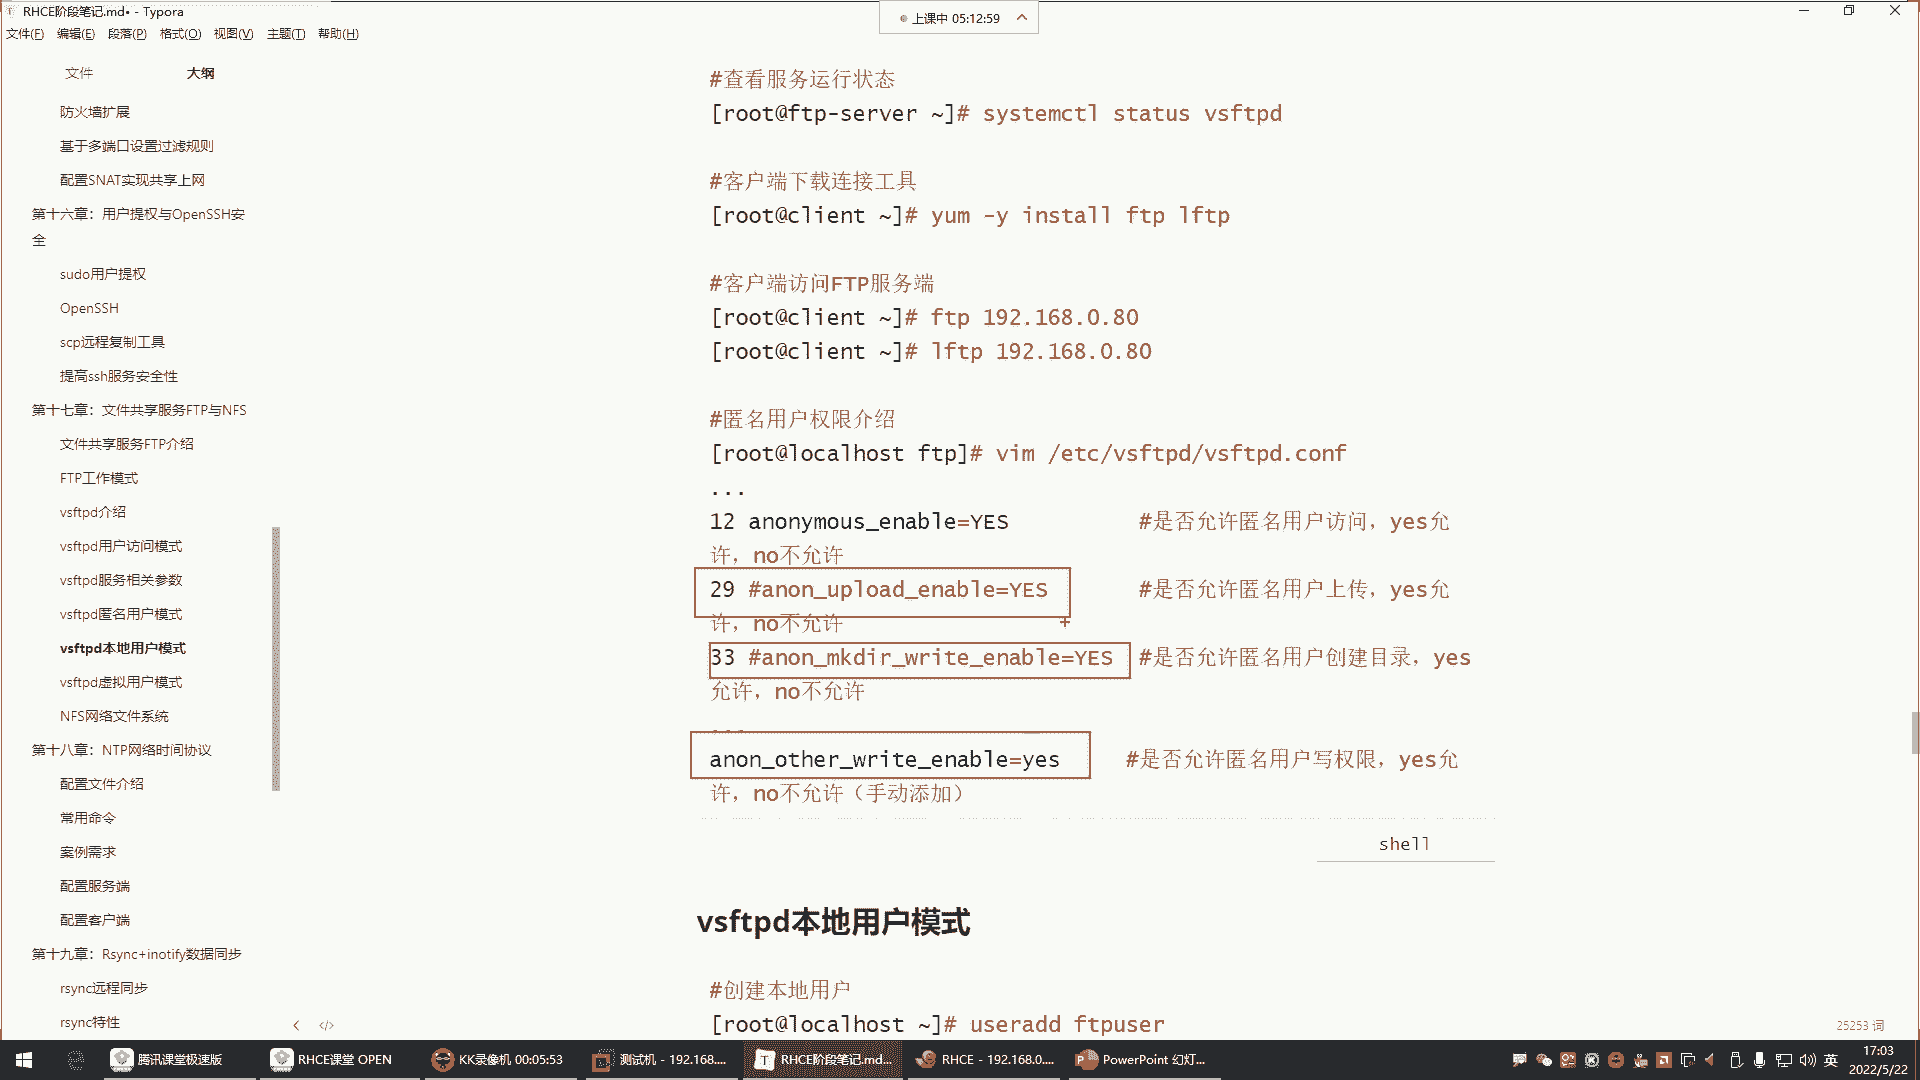 RHCE阶段笔记.md• - Typora
上课中 05:12:59
文件(F) 编辑(E) 段落(P) 格式(O) 视图(V) 主题(T) 帮助(H)
文件 大纲
防火墙扩展
基于多端口设置过滤规则
配置SNAT实现共享上网
第十六章：用户提权与OpenSSH安
全
sudo用户提权
OpenSSH
scp远程复制工具
提高ssh服务安全性
第十七章：文件共享服务FTP与NFS
文件共享服务FTP介绍
FTP工作模式
vsftpd介绍
vsftpd用户访问模式
vsftpd服务相关参数
vsftpd匿名用户模式
vsftpd本地用户模式
vsftpd虚拟用户模式
NFS网络文件系统
第十八章：NTP网络时间协议
配置文件介绍
常用命令
案例需求
配置服务端
配置客户端
第十九章：Rsync+inotify数据同步
rsync远程同步
rsync特性
#查看服务运行状态
[root@ftp-server ~]# systemctl status vsftpd
#客户端下载连接工具
[root@client ~]# yum -y install ftp lftp
#客户端访问FTP服务端
[root@client ~]# ftp 192.168.0.80
[root@client ~]# lftp 192.168.0.80
#匿名用户权限介绍
[root@localhost ftp]# vim /etc/vsftpd/vsftpd.conf
...
12 anonymous_enable=YES #是否允许匿名用户访问，yes允
许，no不允许
29 #anon_upload_enable=YES #是否允许匿名用户上传，yes允
许，no不允许
33 #anon_mkdir_write_enable=YES #是否允许匿名用户创建目录，yes
允许，no不允许
...
anon_other_write_enable=yes #是否允许匿名用户写权限，yes允
许，no不允许（手动添加）
shell
vsftpd本地用户模式
#创建本地用户
[root@localhost ~]# useradd ftpuser
25253 词
腾讯课堂极速版 RHCE课堂 OPEN KK录像机 00:05:53 测试机 - 192.168.... RHCE阶段笔记.md... RHCE - 192.168.0.... PowerPoint 幻灯... 英
17:03
2022/5/22